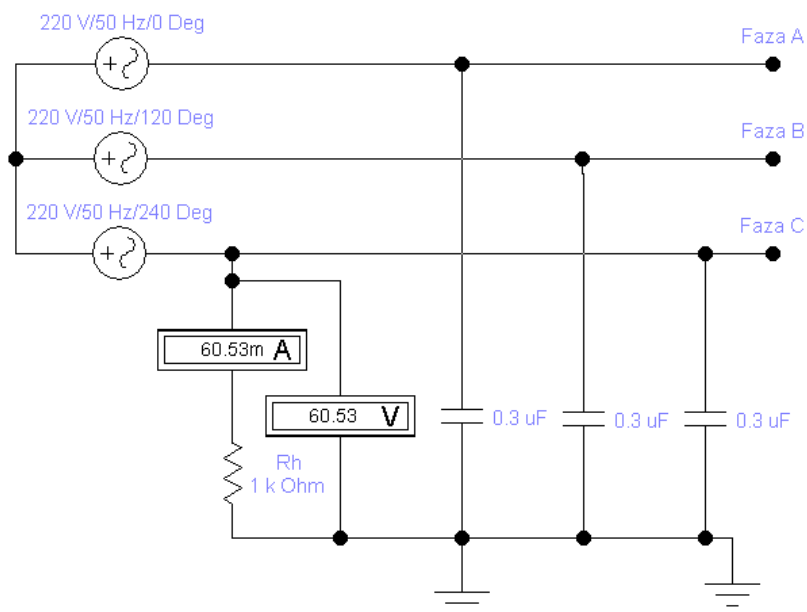 220 V/50 Hz/0 Deg
Faza A
220 V/50 Hz/120 Deg
Faza B
220 V/50 Hz/240 Deg
Faza C
60.53m A
60.53 V
0.3 uF
0.3 uF
0.3 uF
Rh
1 k Ohm